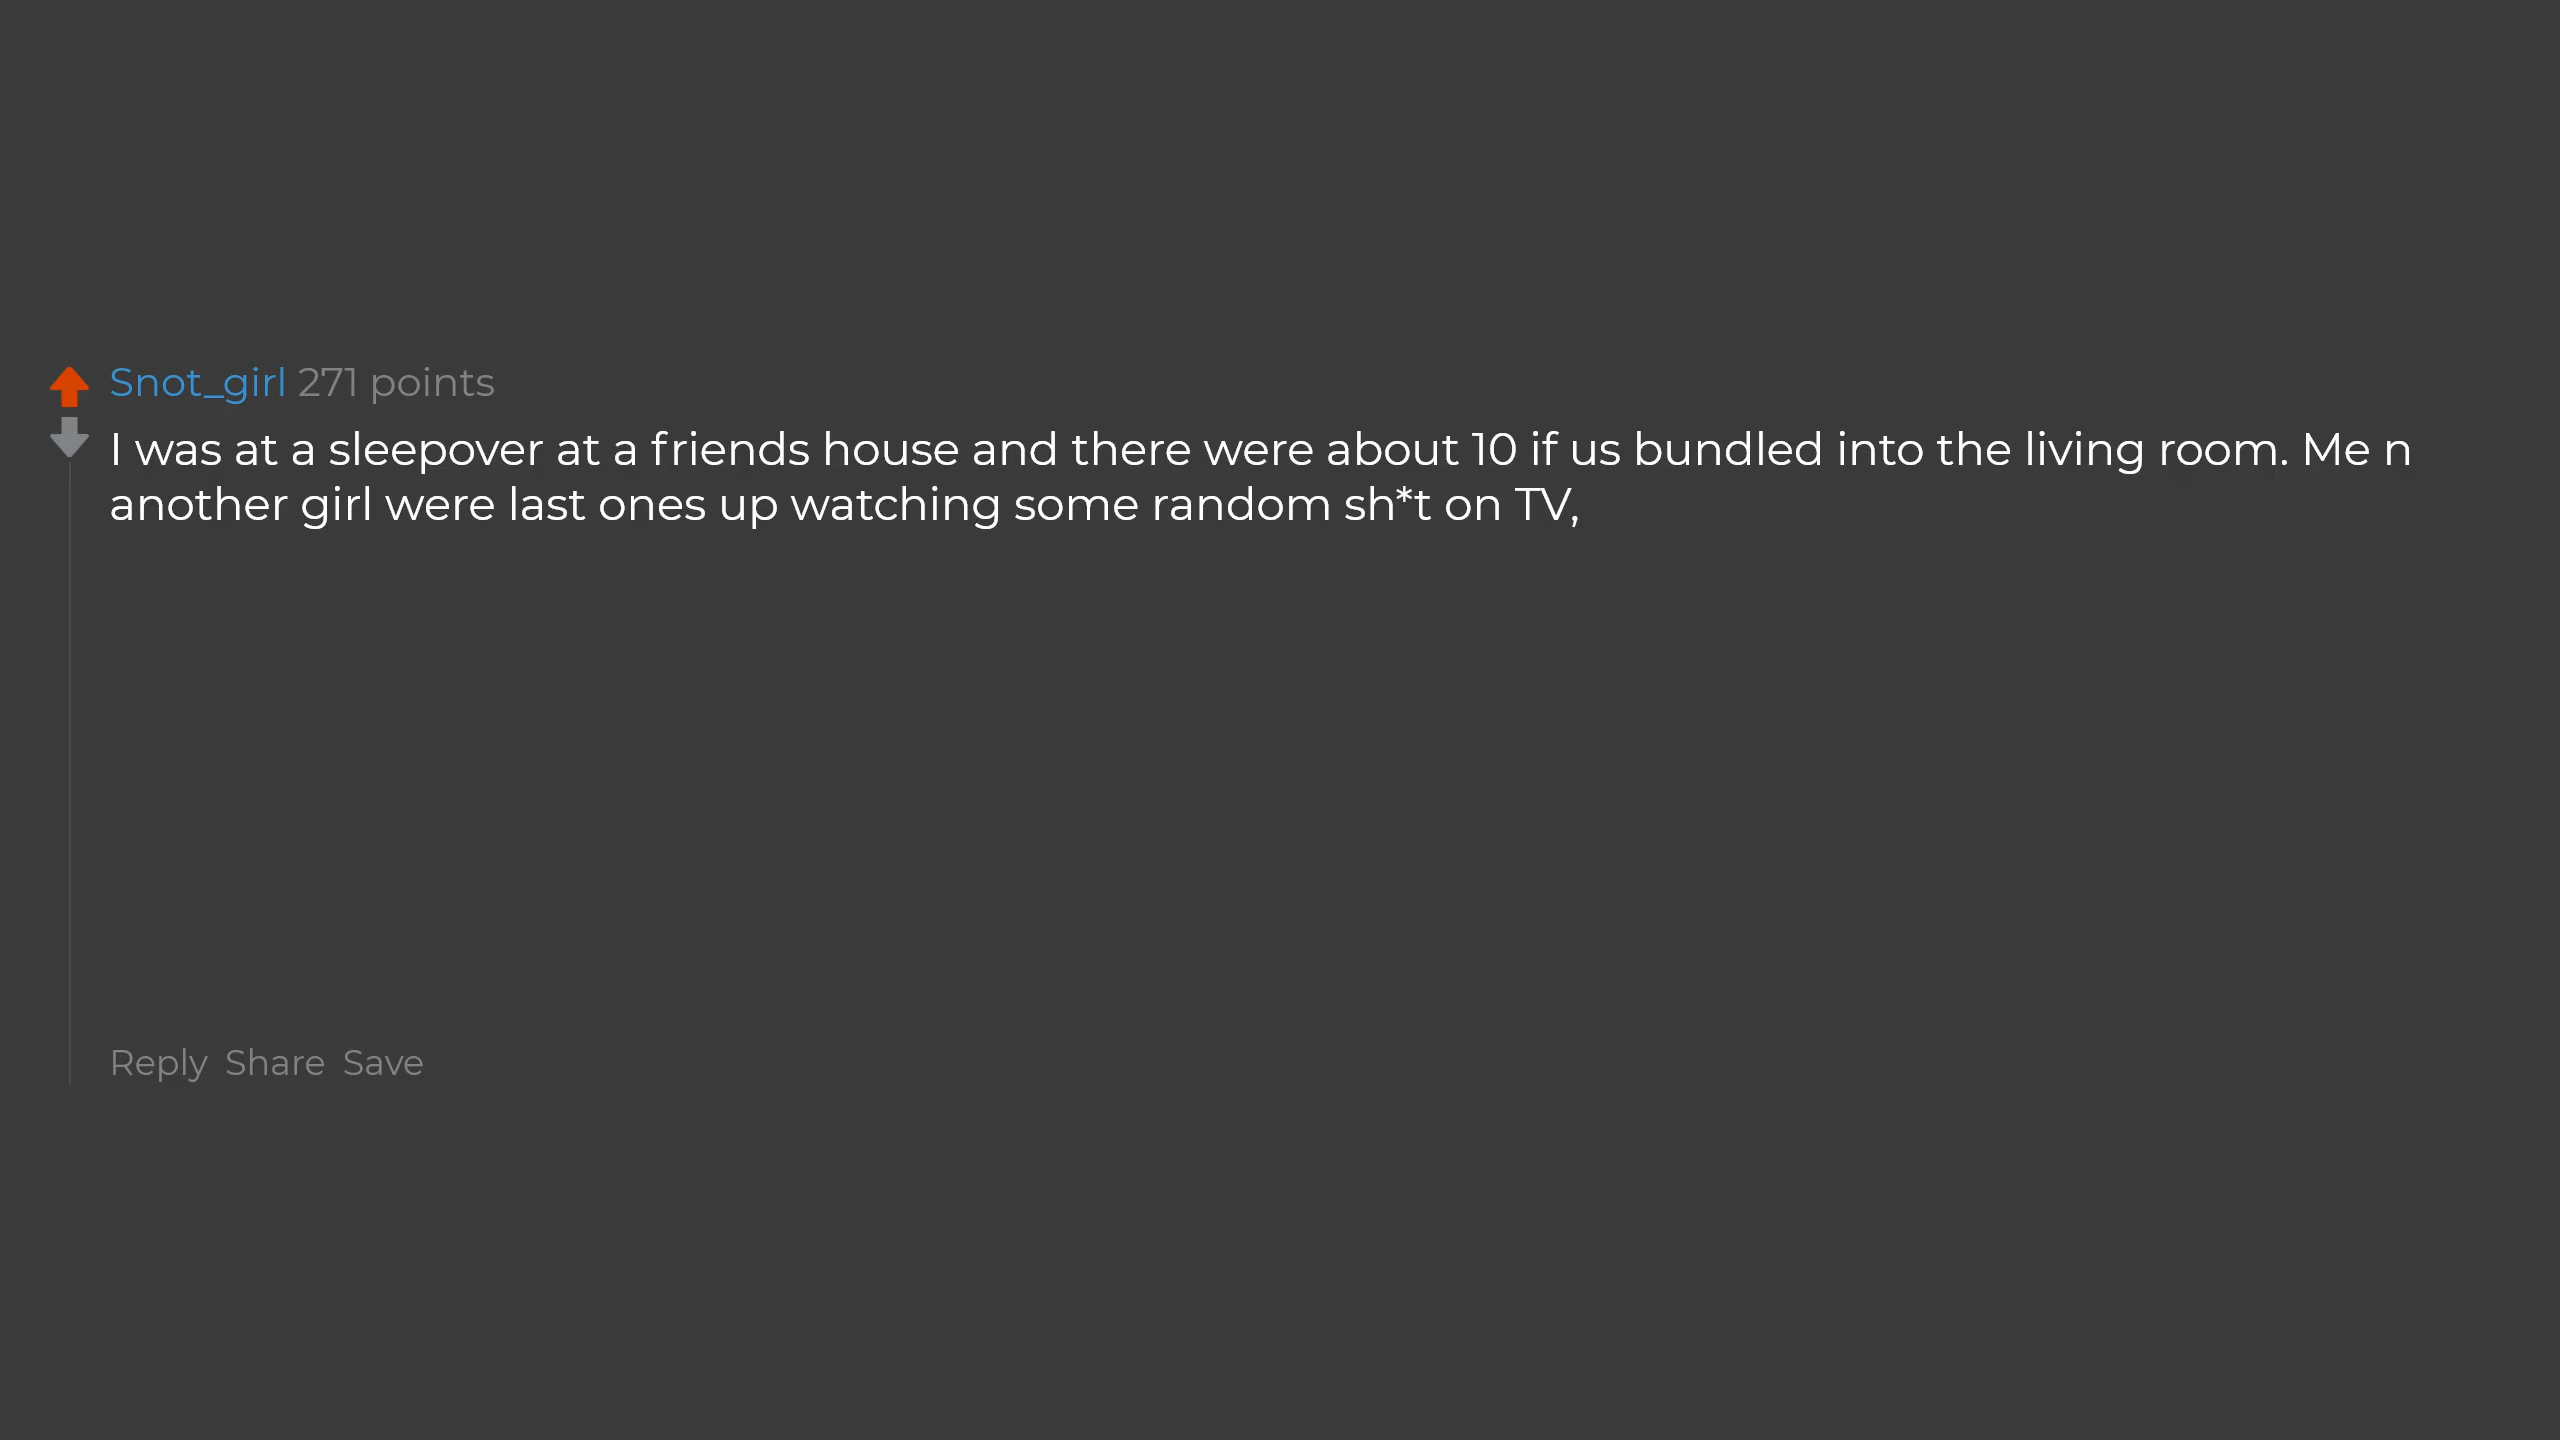 Snot_girl 271 points
I was at a sleepover at a friends house and there were about 10 if us bundled into the living room. Me n
another girl were last ones up watching some random sh*t on TV,
Reply Share Save